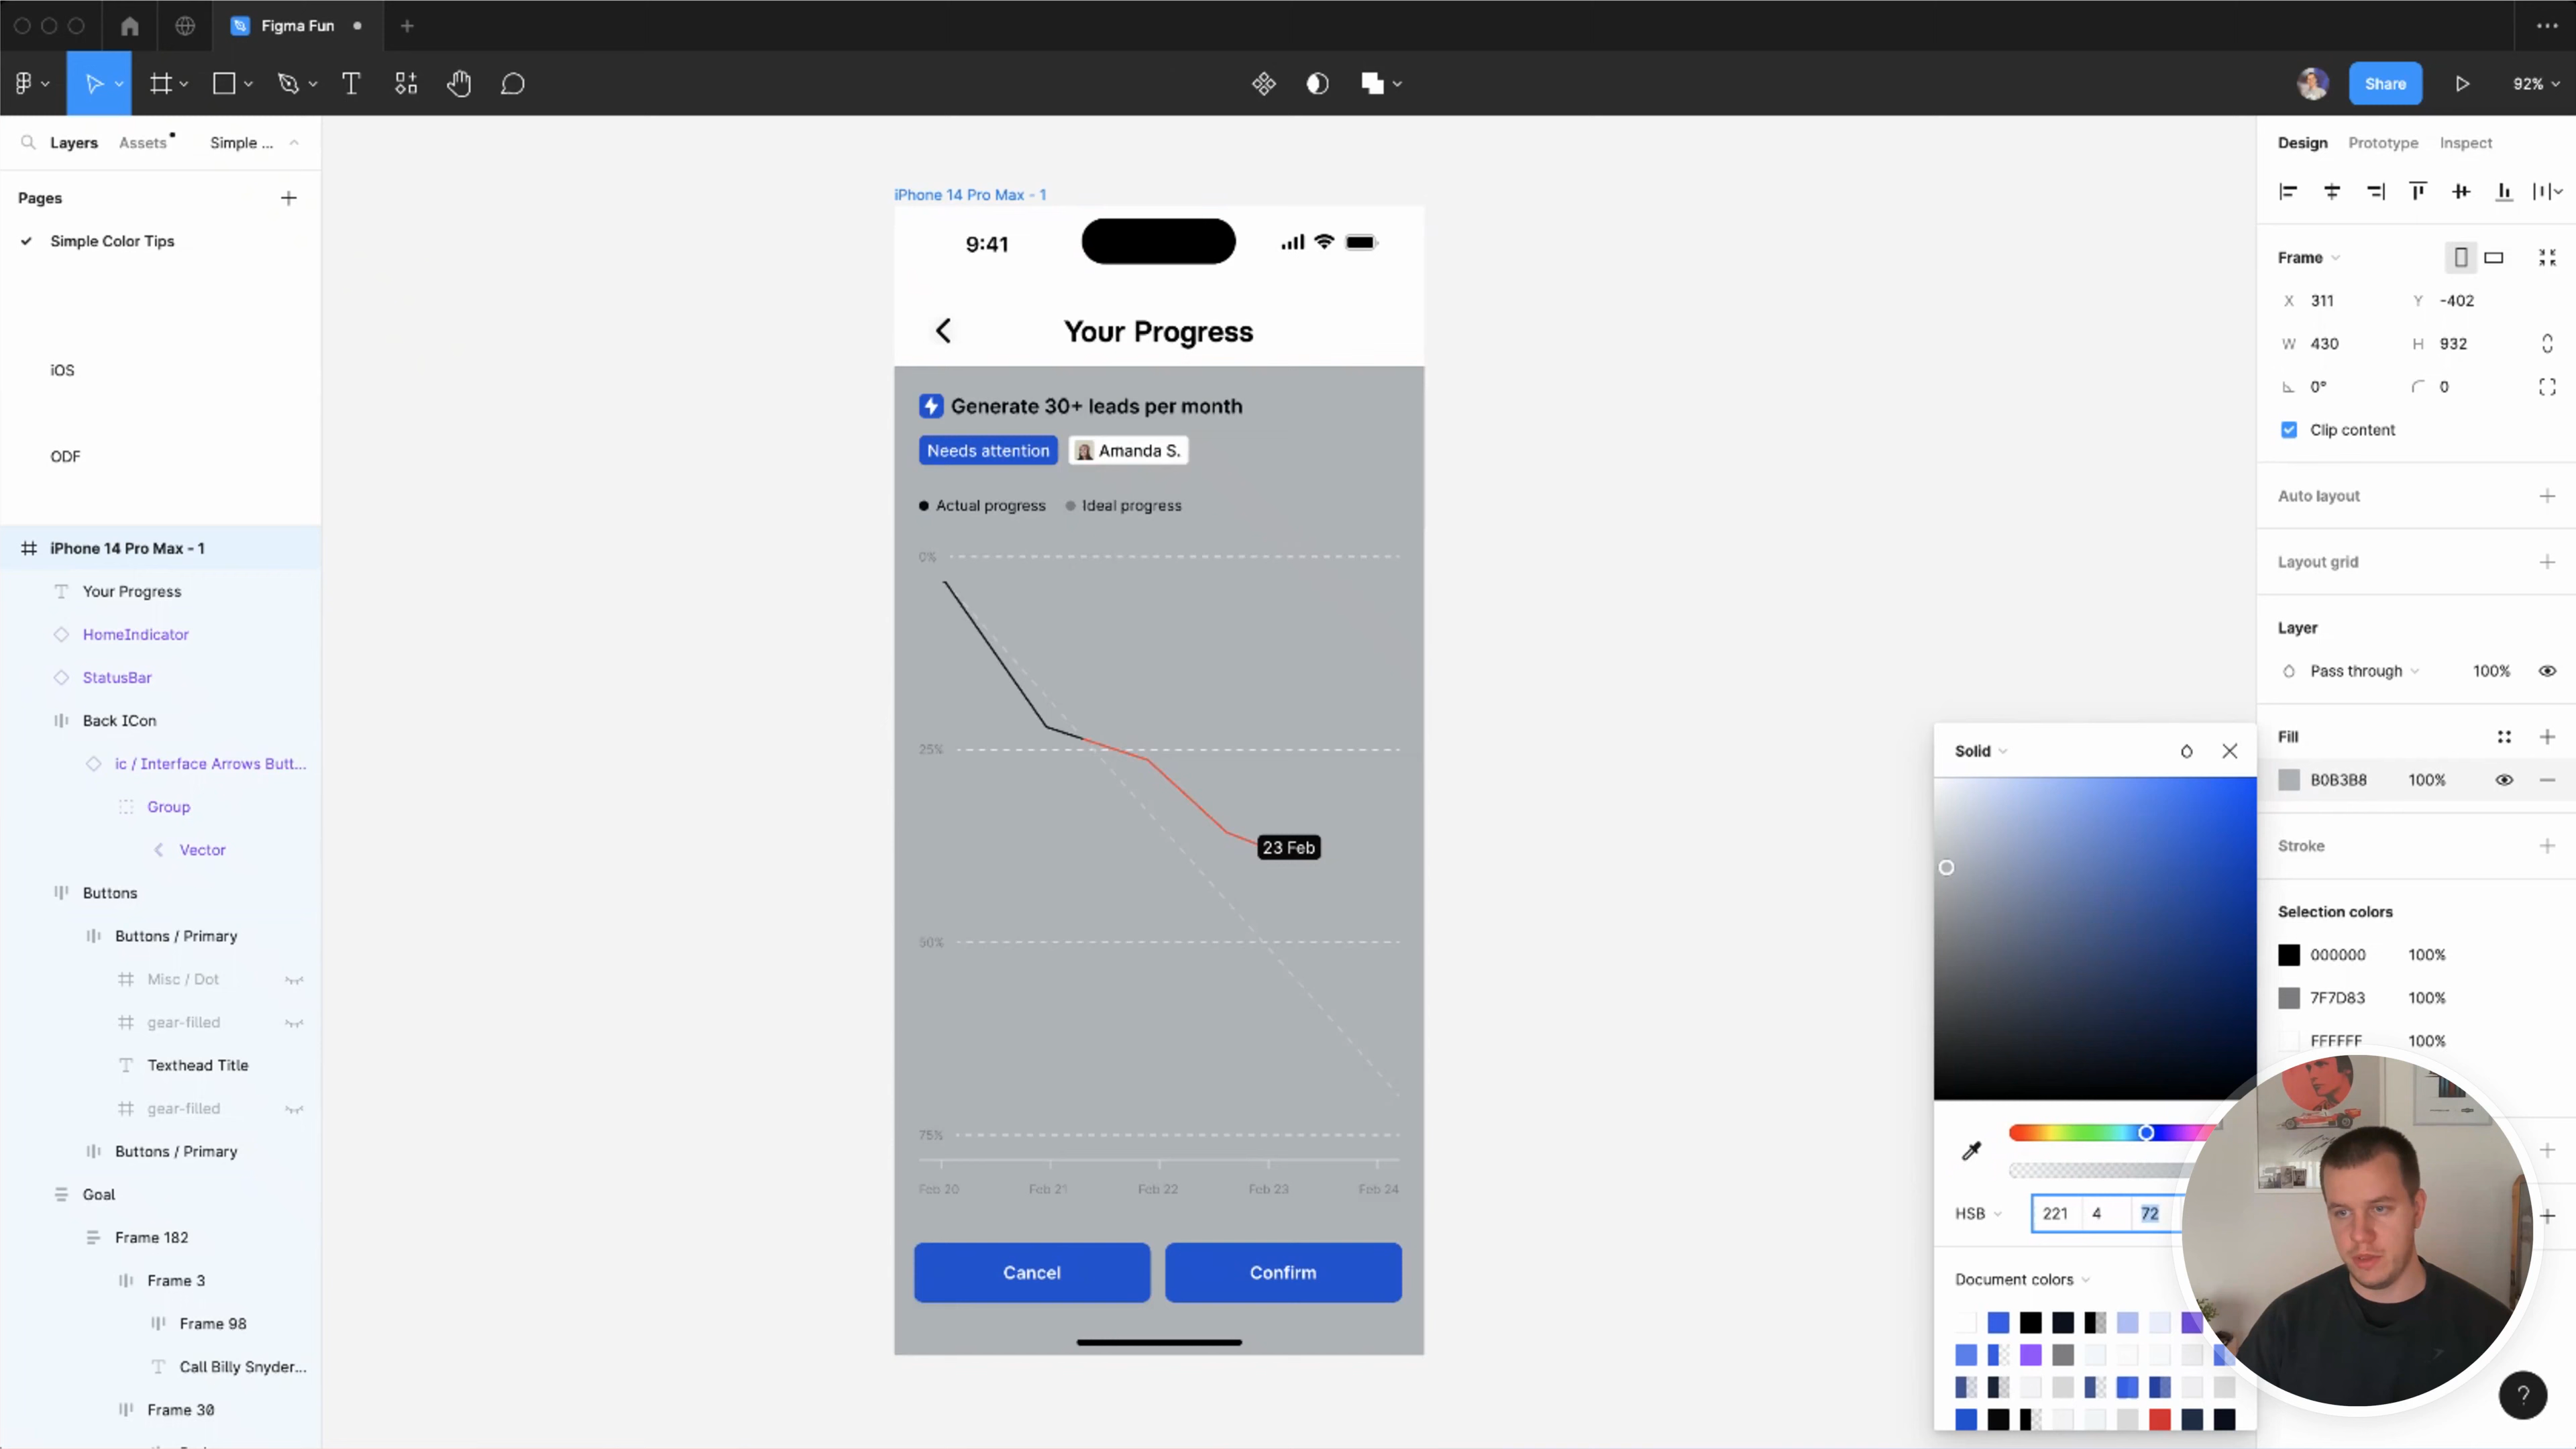 Figma Fun
Share
92%
Layers
Assets
Simple ...
Pages
Simple Color Tips
iOS
ODF
iPhone 14 Pro Max - 1
Your Progress
HomeIndicator
StatusBar
Back ICon
ic / Interface Arrows Butt...
Group
Vector
Buttons
Buttons / Primary
Misc / Dot
gear-filled
Texthead Title
gear-filled
Buttons / Primary
Goal
Frame 182
Frame 3
Frame 98
Call Billy Snyder...
Frame 30
iPhone 14 Pro Max - 1
9:41
Your Progress
Generate 30+ leads per month
Needs attention
Amanda S.
Actual progress
Ideal progress
0%
25%
23 Feb
50%
75%
Feb 20 Feb 21 Feb 22 Feb 23 Feb 24
Cancel
Confirm
Solid
HSB 221 4 72
Document colors
Design Prototype Inspect
Frame
X 311 Y -402
W 430 H 932
0° 0
Clip content
Auto layout
Layout grid
Layer
Pass through 100%
Fill
B0B3B8 100%
Stroke
Selection colors
000000 100%
7F7D83 100%
FFFFFF 100%
?